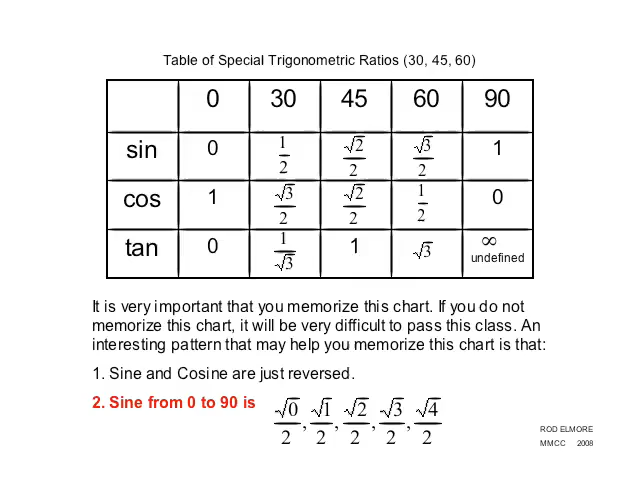 Table of Special Trigonometric Ratios (30, 45, 60)
0 30 45 60 90
sin 0 1/2 √2/2 √3/2 1
cos 1 √3/2 √2/2 1/2 0
tan 0 1/√3 1 √3 ∞ undefined
It is very important that you memorize this chart. If you do not
memorize this chart, it will be very difficult to pass this class. An
interesting pattern that may help you memorize this chart is that:
1. Sine and Cosine are just reversed.
2. Sine from 0 to 90 is √0/2, √1/2, √2/2, √3/2, √4/2
ROD ELMORE
MMCC 2008